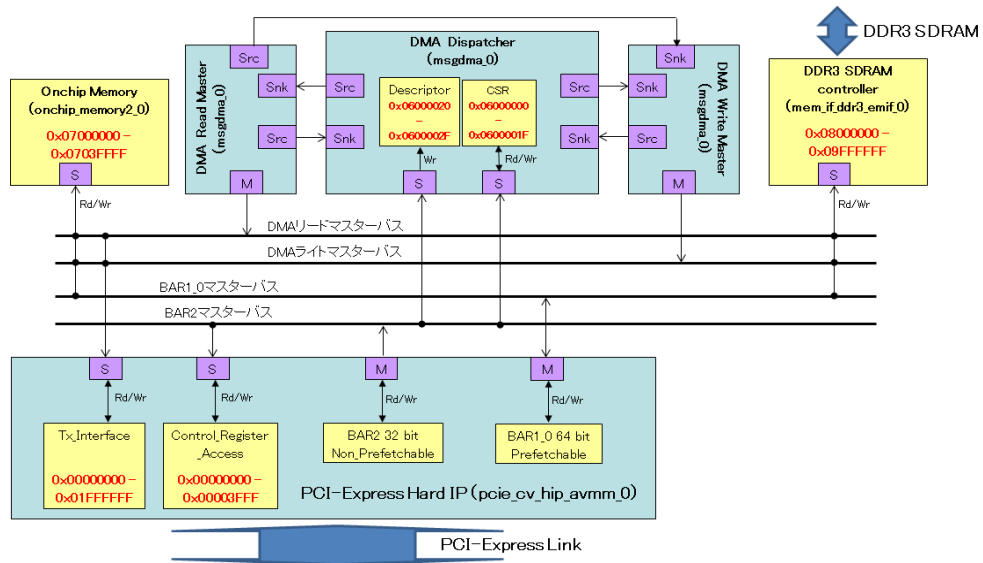 DDR3 SDRAM
Onchip Memory
(onchip_memory2_0)
0x07000000 –
0x0703FFFF
S
Rd/Wr
DMA Read Master
(msgdma_0)
Src
Snk
Src
M
DMA Dispatcher
(msgdma_0)
Src
Snk
Descriptor
0x06000020
–
0x0600002F
CSR
0x06000000
–
0x0600001F
Wr
Rd/Wr
S
S
Snk
Src
DMA Write Master
(msgdma_0)
Snk
Snk
Src
M
DDR3 SDRAM
controller
(mem_if_ddr3_emif_0)
0x08000000 –
0x09FFFFFF
S
Rd/Wr
DMAリードマスターバス
DMAライトマスターバス
BAR1_0マスターバス
BAR2マスターバス
S
S
M
M
Rd/Wr
Rd/Wr
Rd/Wr
Rd/Wr
Tx_Interface
0x00000000 –
0x01FFFFFF
Control_Register
_Access
0x00000000 –
0x00003FFF
BAR2 32 bit
Non_Prefetchable
BAR1_0 64 bit
Prefetchable
PCI-Express Hard IP (pcie_cv_hip_avmm_0)
PCI-Express Link